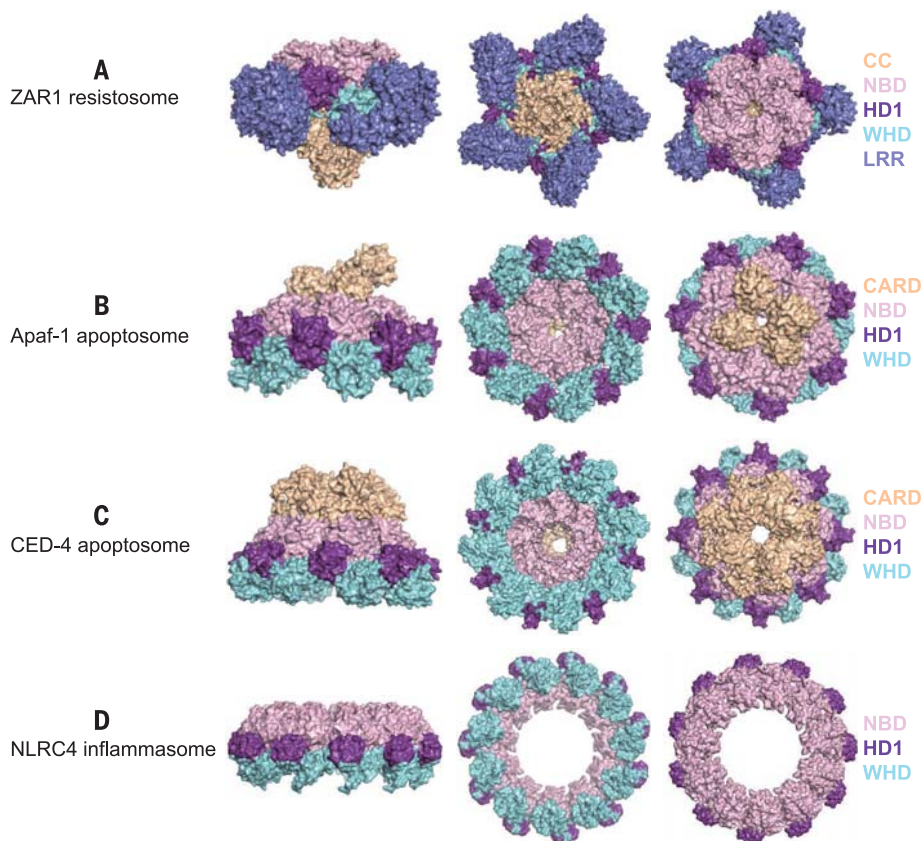 A
ZAR1 resistosome
CC
NBD
HD1
WHD
LRR
B
Apaf-1 apoptosome
CARD
NBD
HD1
WHD
C
CED-4 apoptosome
CARD
NBD
HD1
WHD
D
NLRC4 inflammasome
NBD
HD1
WHD